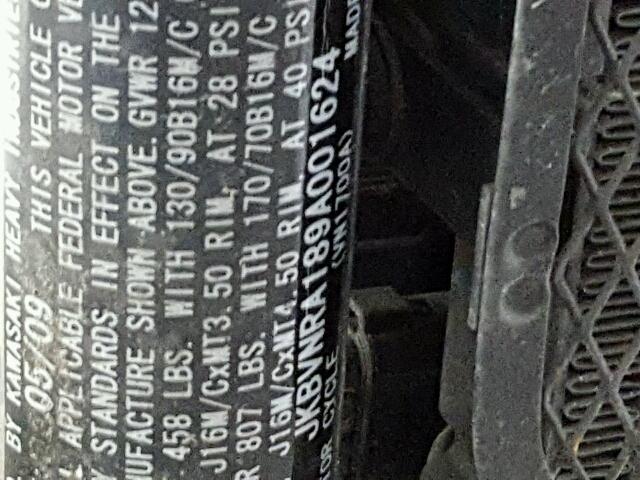 BY KAWASAKI HEAVY INDUSTRIES
05/09 THIS VEHICLE
APPLICABLE FEDERAL MOTOR VE
STANDARDS IN EFFECT ON THE
NUFACTURE SHOWN ABOVE. GVWR 12
458 LBS. WITH 130/90B16M/C
J16M/CxMT3.50 RIM, AT 28 PSI
R 807 LBS. WITH 170/70B16M/C
J16M/CxMT4.50 RIM, AT 40 PSI
JKBVNRA189A001624
CYCLE (VN1700A) MADE